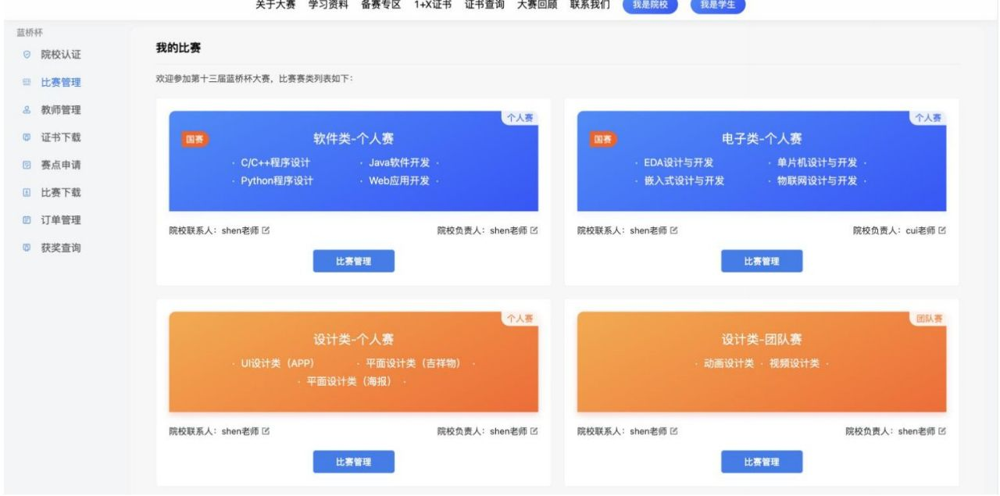 关于大赛 学习资料 备赛专区 1+X证书 证书查询 大赛回顾 联系我们 我是院校 我是学生
蓝桥杯
院校认证
比赛管理
教师管理
证书下载
赛点申请
比赛下载
订单管理
获奖查询
我的比赛
欢迎参加第十三届蓝桥杯大赛，比赛赛类列表如下：
个人赛
国赛 软件类-个人赛
· C/C++程序设计 · Java软件开发 ·
· Python程序设计 · Web应用开发 ·
院校联系人：shen老师 院校负责人：shen老师
比赛管理
个人赛
国赛 电子类-个人赛
· EDA设计与开发 · 单片机设计与开发 ·
· 嵌入式设计与开发 · 物联网设计与开发 ·
院校联系人：shen老师 院校负责人：cui老师
比赛管理
个人赛
设计类-个人赛
· UI设计类（APP） · 平面设计类（吉祥物） ·
· 平面设计类（海报） ·
院校联系人：shen老师 院校负责人：shen老师
比赛管理
团队赛
设计类-团队赛
· 动画设计类 · 视频设计类 ·
院校联系人：shen老师 院校负责人：shen老师
比赛管理